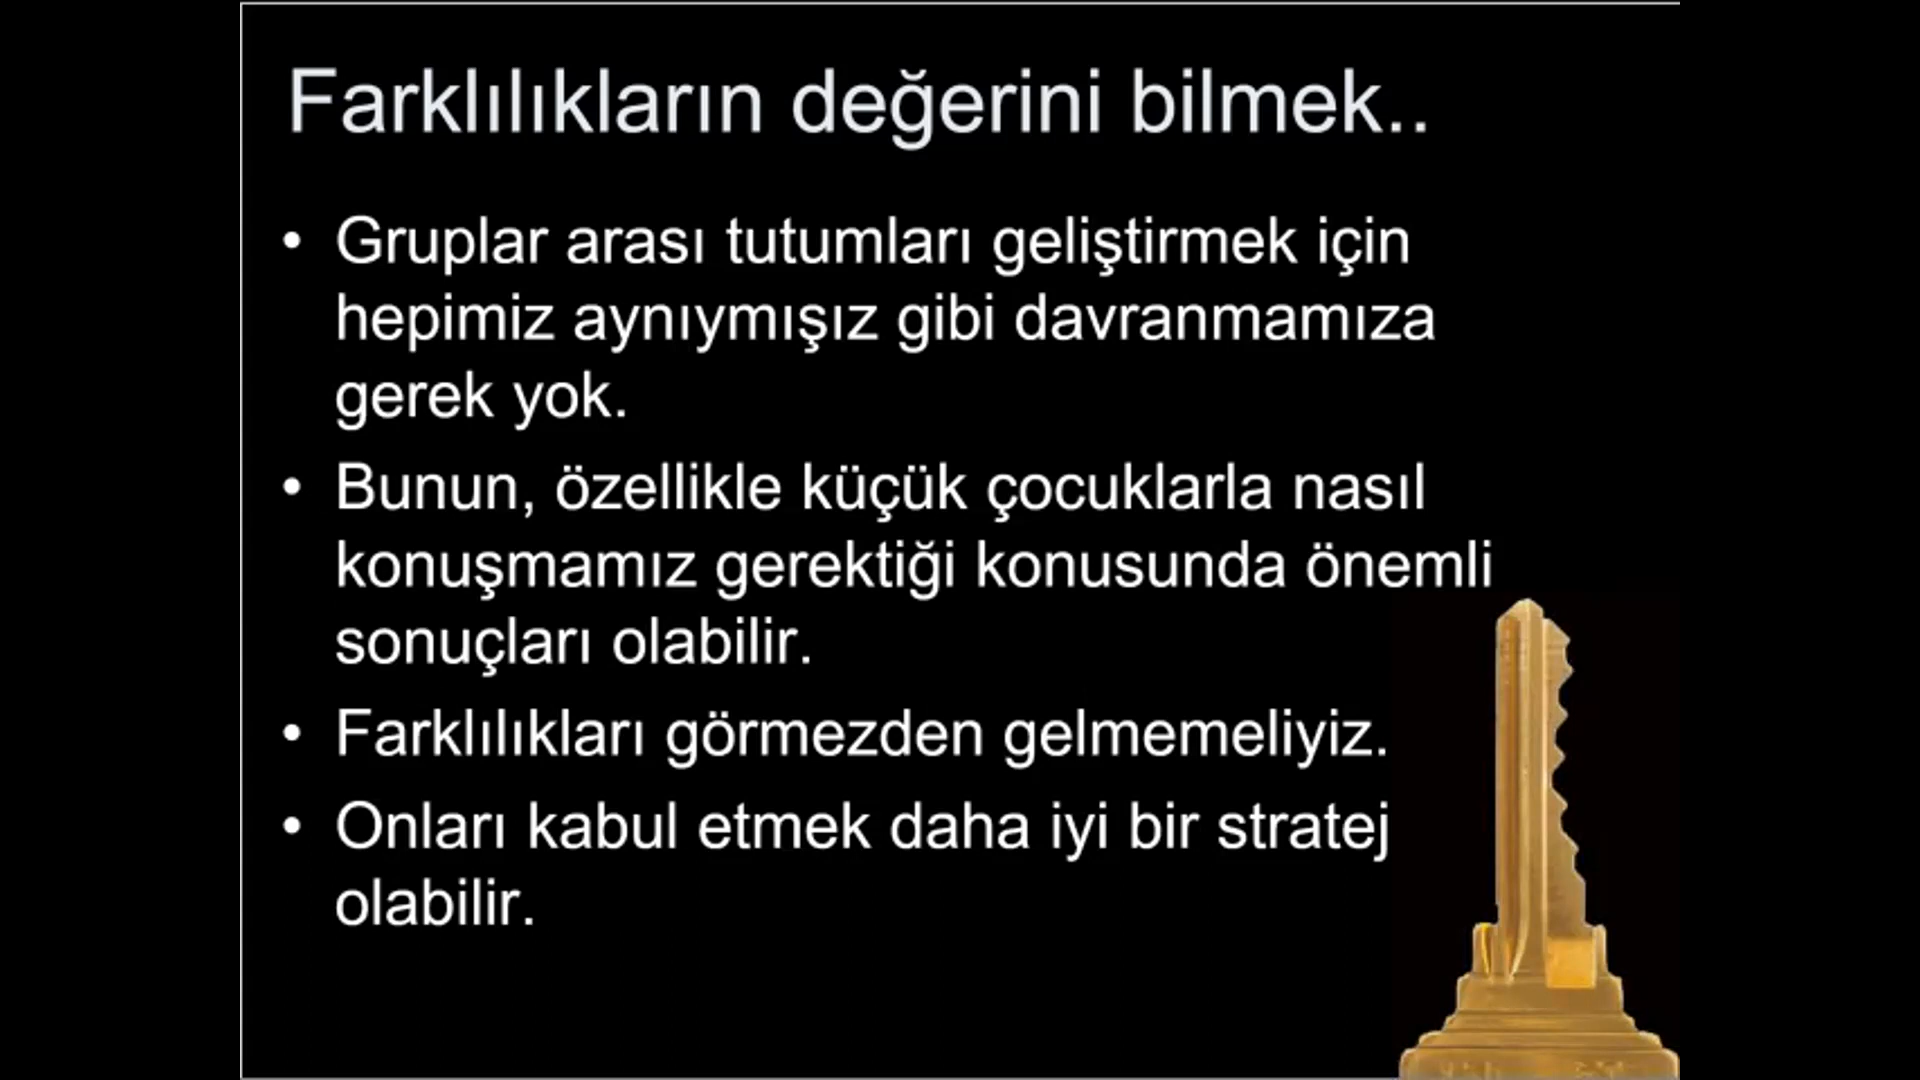 Farklılıkların değerini bilmek..
• Gruplar arası tutumları geliştirmek için
hepimiz aynıymışız gibi davranmamıza
gerek yok.
• Bunun, özellikle küçük çocuklarla nasıl
konuşmamız gerektiği konusunda önemli
sonuçları olabilir.
• Farklılıkları görmezden gelmemeliyiz.
• Onları kabul etmek daha iyi bir stratej
olabilir.